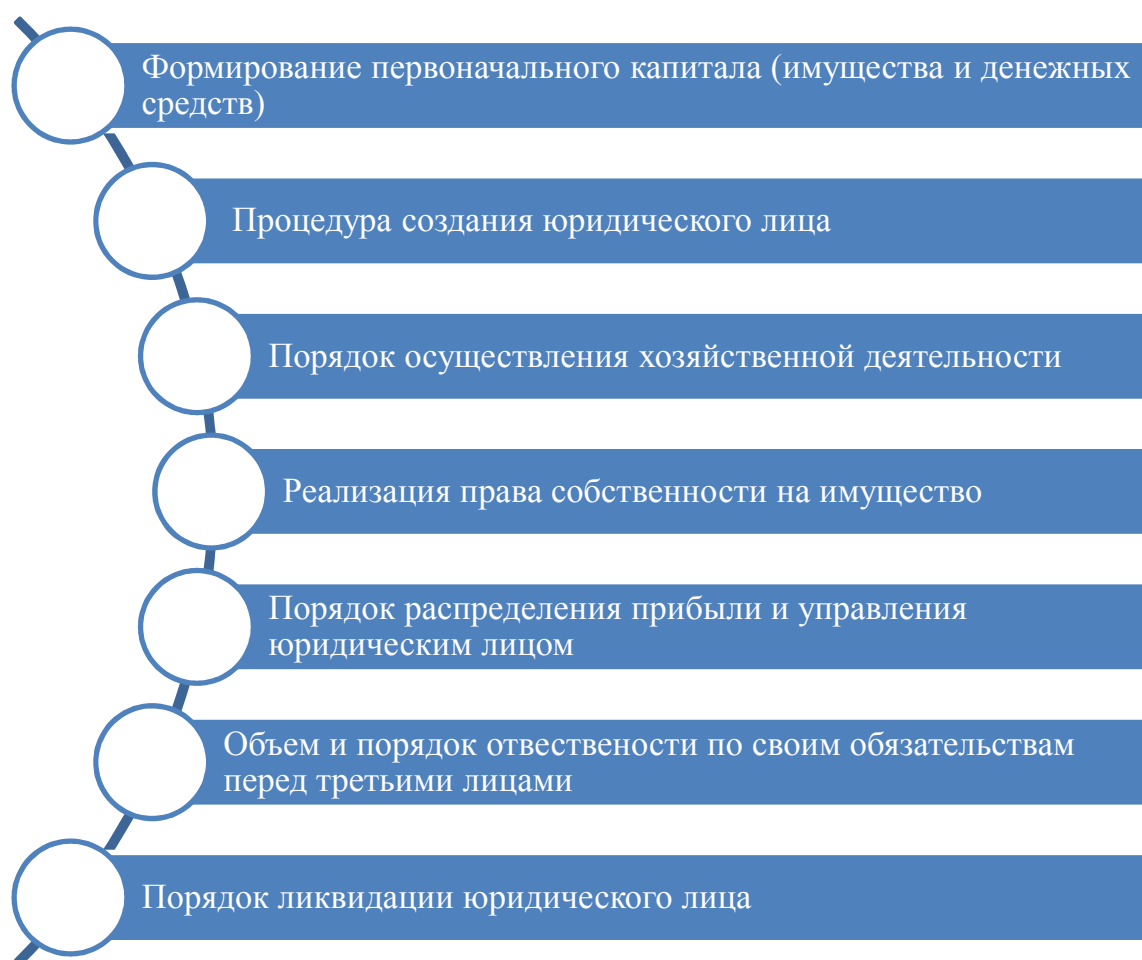 Формирование первоначального капитала (имущества и денежных
средств)
Процедура создания юридического лица
Порядок осуществления хозяйственной деятельности
Реализация права собственности на имущество
Порядок распределения прибыли и управления
юридическим лицом
Объем и порядок отвествености по своим обязательствам
перед третьими лицами
Порядок ликвидации юридического лица